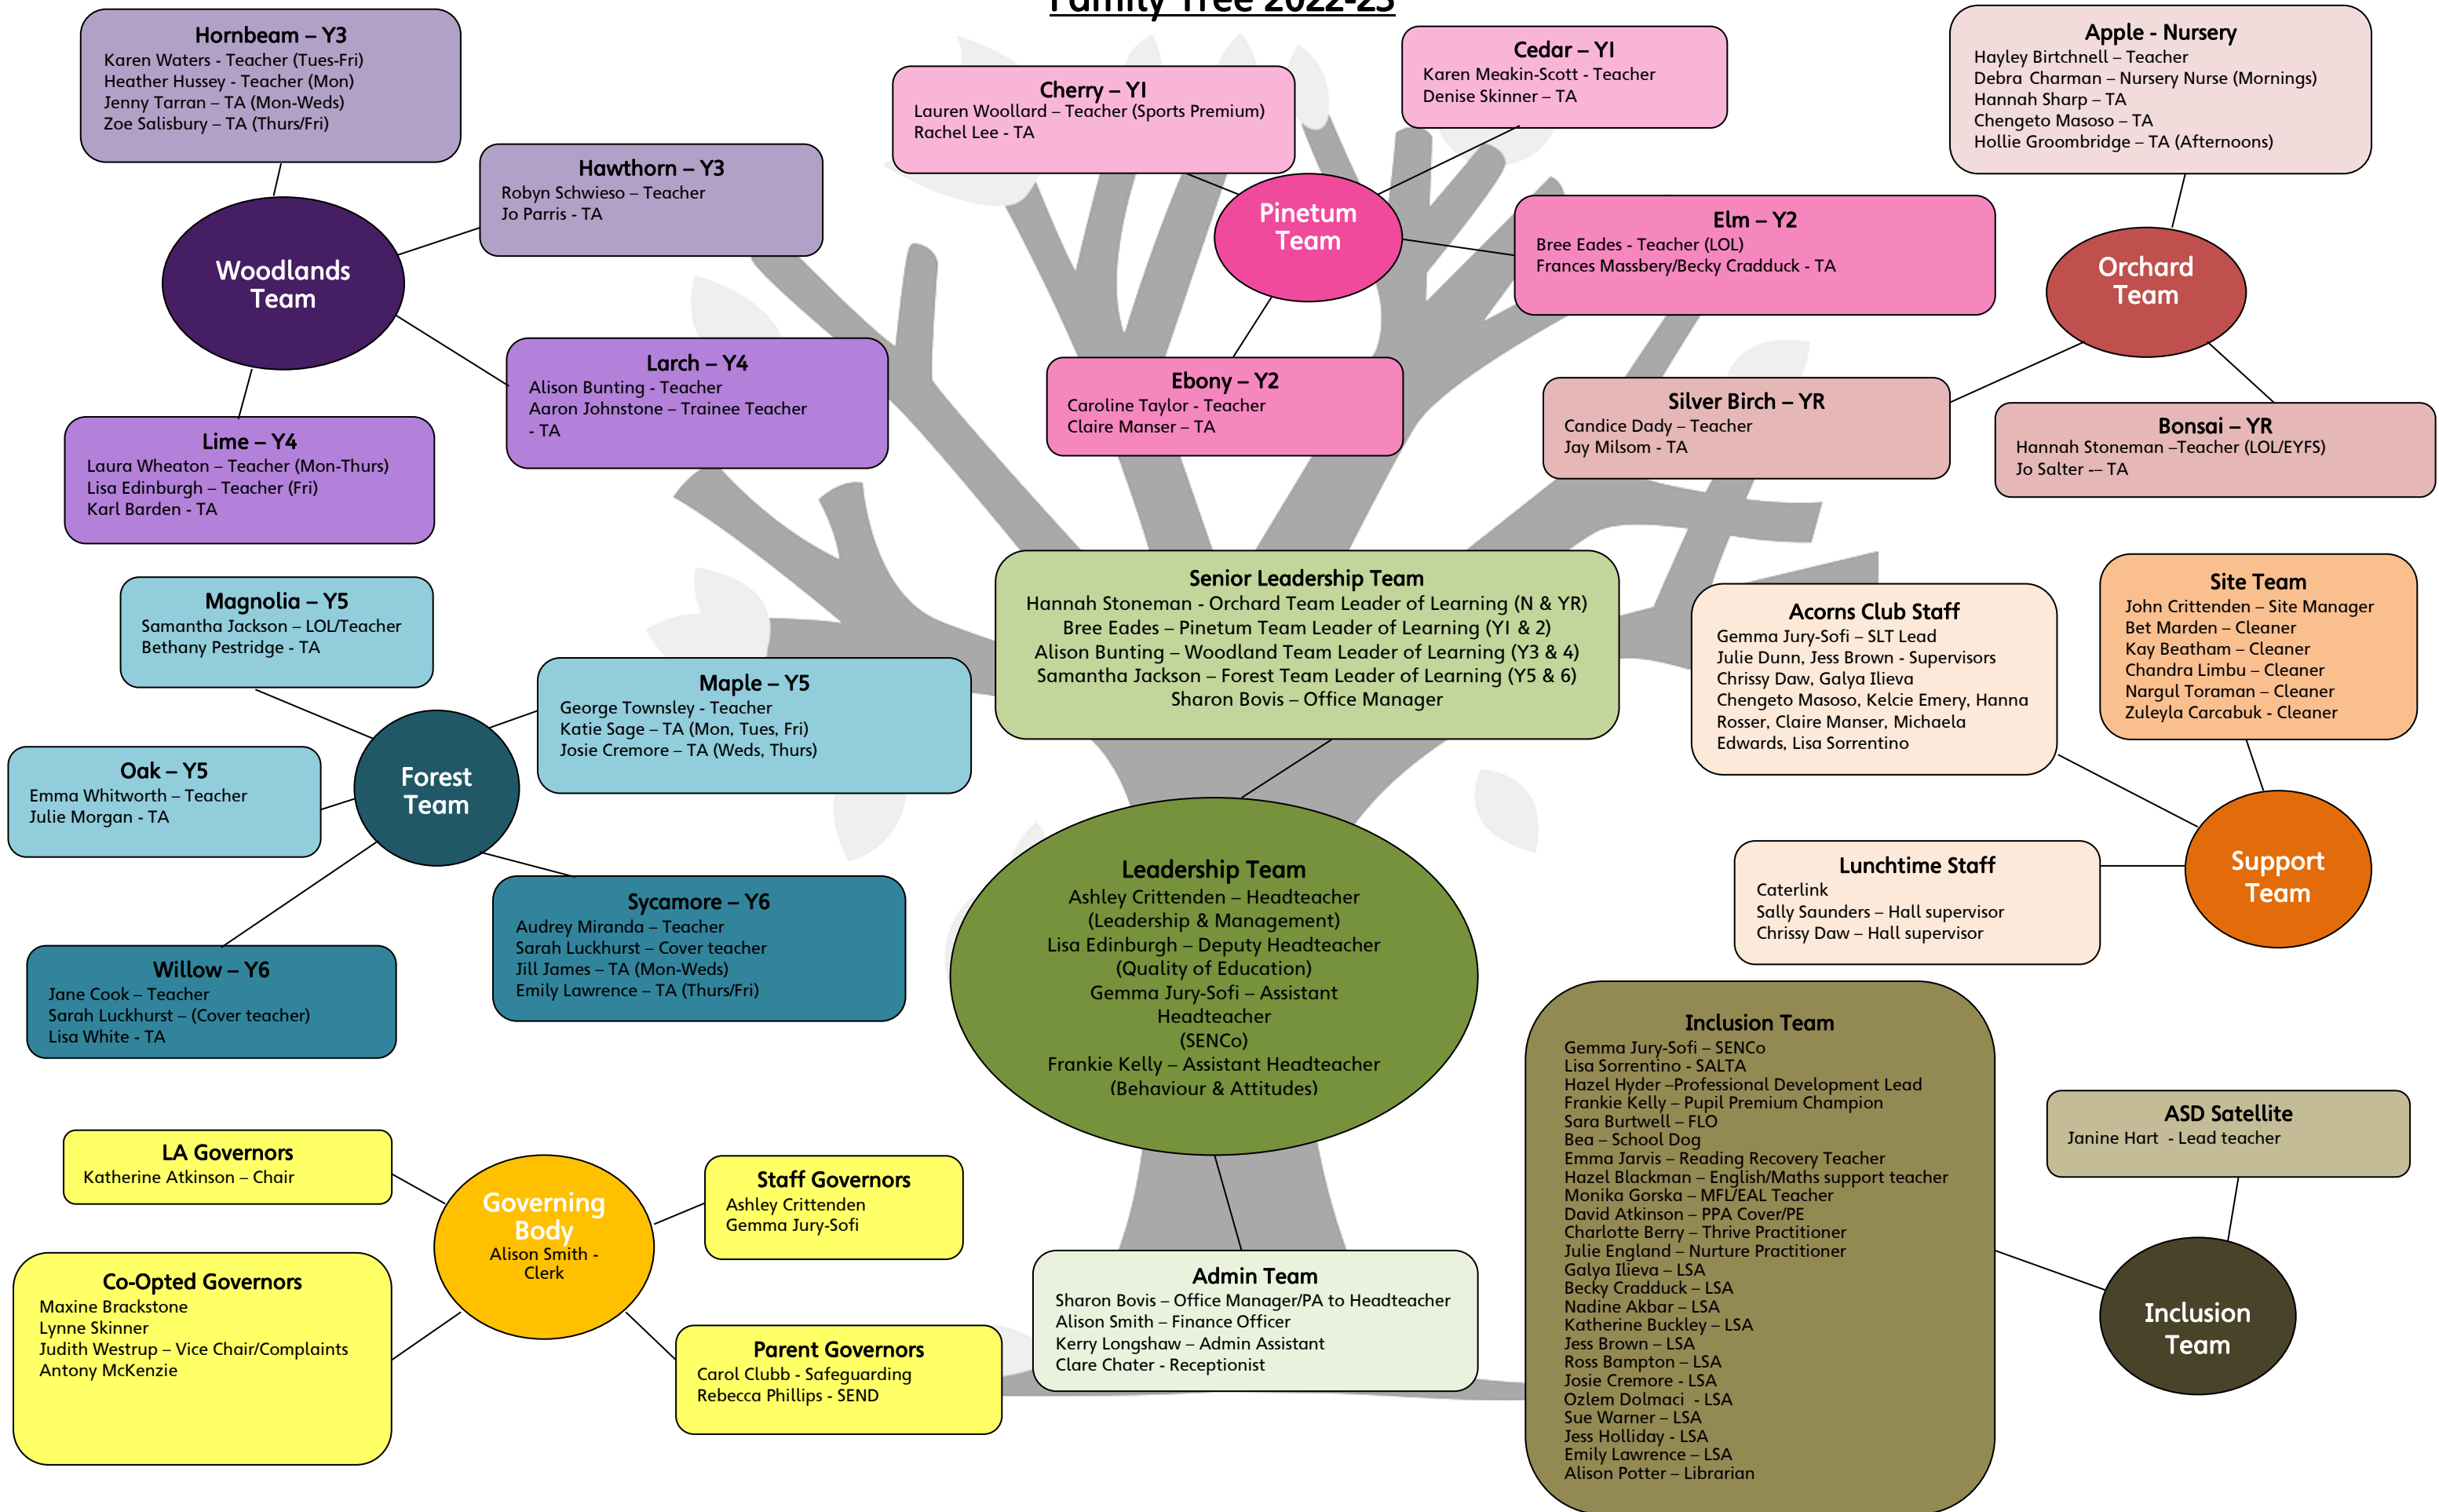 Family Tree 2022-23
Hornbeam – Y3
Karen Waters - Teacher (Tues-Fri)
Heather Hussey - Teacher (Mon)
Jenny Tarran – TA (Mon-Weds)
Zoe Salisbury – TA (Thurs/Fri)
Hawthorn – Y3
Robyn Schwieso – Teacher
Jo Parris - TA
Woodlands
Team
Larch – Y4
Alison Bunting - Teacher
Aaron Johnstone – Trainee Teacher
- TA
Lime – Y4
Laura Wheaton – Teacher (Mon-Thurs)
Lisa Edinburgh – Teacher (Fri)
Karl Barden - TA
Cherry – Y1
Lauren Woollard – Teacher (Sports Premium)
Rachel Lee - TA
Cedar – Y1
Karen Meakin-Scott - Teacher
Denise Skinner – TA
Pinetum
Team
Elm – Y2
Bree Eades - Teacher (LOL)
Frances Massbery/Becky Cradduck - TA
Ebony – Y2
Caroline Taylor - Teacher
Claire Manser – TA
Apple - Nursery
Hayley Birtchnell – Teacher
Debra Charman – Nursery Nurse (Mornings)
Hannah Sharp – TA
Chengeto Masoso – TA
Hollie Groombridge – TA (Afternoons)
Orchard
Team
Silver Birch – YR
Candice Dady – Teacher
Jay Milsom - TA
Bonsai – YR
Hannah Stoneman –Teacher (LOL/EYFS)
Jo Salter -– TA
Magnolia – Y5
Samantha Jackson – LOL/Teacher
Bethany Pestridge - TA
Maple – Y5
George Townsley - Teacher
Katie Sage – TA (Mon, Tues, Fri)
Josie Cremore – TA (Weds, Thurs)
Oak – Y5
Emma Whitworth – Teacher
Julie Morgan - TA
Forest
Team
Sycamore – Y6
Audrey Miranda – Teacher
Sarah Luckhurst – Cover teacher
Jill James – TA (Mon-Weds)
Emily Lawrence – TA (Thurs/Fri)
Willow – Y6
Jane Cook – Teacher
Sarah Luckhurst – (Cover teacher)
Lisa White - TA
Senior Leadership Team
Hannah Stoneman - Orchard Team Leader of Learning (N & YR)
Bree Eades – Pinetum Team Leader of Learning (Y1 & 2)
Alison Bunting – Woodland Team Leader of Learning (Y3 & 4)
Samantha Jackson – Forest Team Leader of Learning (Y5 & 6)
Sharon Bovis – Office Manager
Acorns Club Staff
Gemma Jury-Sofi – SLT Lead
Julie Dunn, Jess Brown - Supervisors
Chrissy Daw, Galya Ilieva
Chengeto Masoso, Kelcie Emery, Hanna
Rosser, Claire Manser, Michaela
Edwards, Lisa Sorrentino
Site Team
John Crittenden – Site Manager
Bet Marden – Cleaner
Kay Beatham – Cleaner
Chandra Limbu – Cleaner
Nargul Toraman – Cleaner
Zuleyla Carcabuk - Cleaner
Lunchtime Staff
Caterlink
Sally Saunders – Hall supervisor
Chrissy Daw – Hall supervisor
Support
Team
Leadership Team
Ashley Crittenden – Headteacher
(Leadership & Management)
Lisa Edinburgh – Deputy Headteacher
(Quality of Education)
Gemma Jury-Sofi – Assistant
Headteacher
(SENCo)
Frankie Kelly – Assistant Headteacher
(Behaviour & Attitudes)
Inclusion Team
Gemma Jury-Sofi – SENCo
Lisa Sorrentino - SALTA
Hazel Hyder –Professional Development Lead
Frankie Kelly – Pupil Premium Champion
Sara Burtwell – FLO
Bea – School Dog
Emma Jarvis – Reading Recovery Teacher
Hazel Blackman – English/Maths support teacher
Monika Gorska – MFL/EAL Teacher
David Atkinson – PPA Cover/PE
Charlotte Berry – Thrive Practitioner
Julie England – Nurture Practitioner
Galya Ilieva – LSA
Becky Cradduck – LSA
Nadine Akbar – LSA
Katherine Buckley – LSA
Jess Brown – LSA
Ross Bampton – LSA
Josie Cremore - LSA
Ozlem Dolmaci - LSA
Sue Warner – LSA
Jess Holliday - LSA
Emily Lawrence – LSA
Alison Potter – Librarian
ASD Satellite
Janine Hart - Lead teacher
Inclusion
Team
LA Governors
Katherine Atkinson – Chair
Governing
Body
Alison Smith -
Clerk
Staff Governors
Ashley Crittenden
Gemma Jury-Sofi
Co-Opted Governors
Maxine Brackstone
Lynne Skinner
Judith Westrup – Vice Chair/Complaints
Antony McKenzie
Parent Governors
Carol Clubb - Safeguarding
Rebecca Phillips - SEND
Admin Team
Sharon Bovis – Office Manager/PA to Headteacher
Alison Smith – Finance Officer
Kerry Longshaw – Admin Assistant
Clare Chater - Receptionist